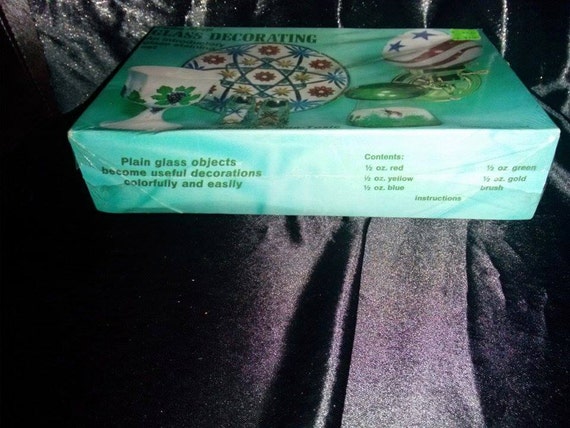 GLASS DECORATING
Plain glass objects
become useful decorations
colorfully and easily
Contents:
½ oz. red
½ oz. yellow
½ oz. blue
½ oz. green
½ oz. gold
brush
instructions